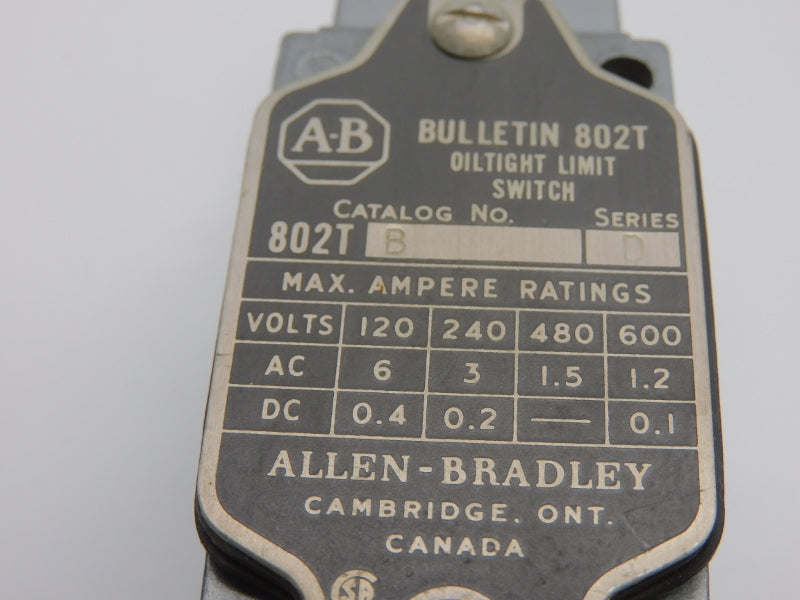 A-B
BULLETIN 802T
OILTIGHT LIMIT
SWITCH
CATALOG NO. SERIES
802T B D
MAX. AMPERE RATINGS
VOLTS 120 240 480 600
AC 6 3 1.5 1.2
DC 0.4 0.2 — 0.1
ALLEN-BRADLEY
CAMBRIDGE, ONT.
CANADA
SA